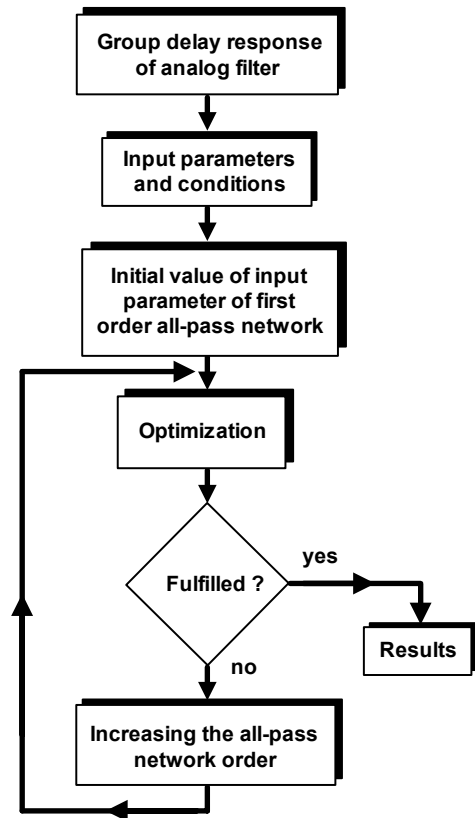 Group delay response
of analog filter
Input parameters
and conditions
Initial value of input
parameter of first
order all-pass network
Optimization
Fulfilled ?
yes
Results
no
Increasing the all-pass
network order